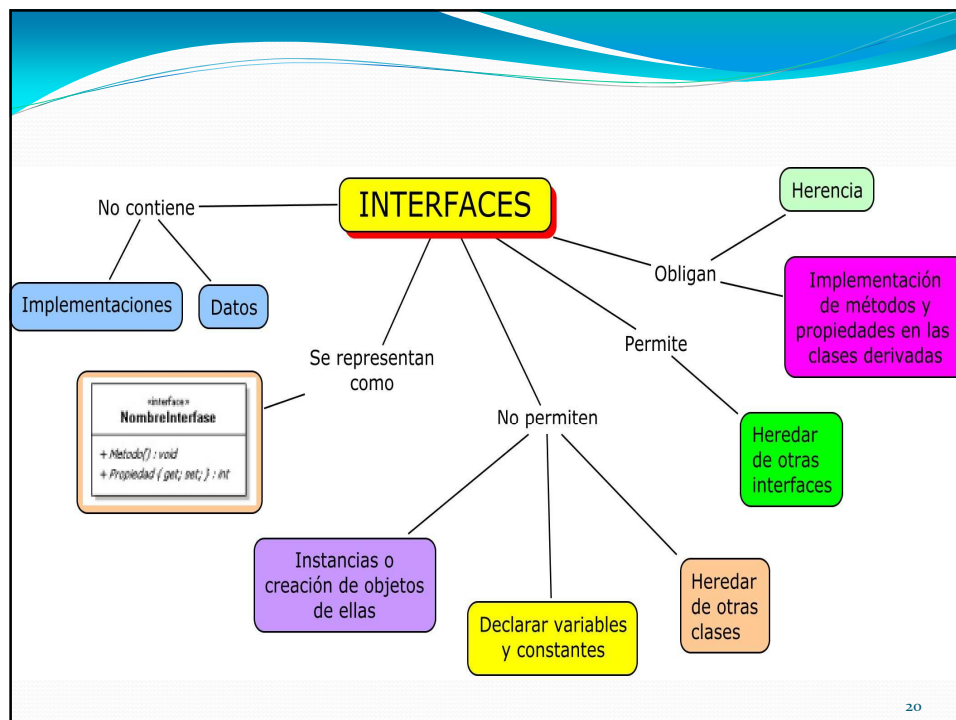 INTERFACES
No contiene
Implementaciones
Datos
Se representan
como
«interface»
NombreInterfase
+ Metodo() : void
+ Propiedad { get; set; } : int
No permiten
Instancias o
creación de objetos
de ellas
Declarar variables
y constantes
Heredar
de otras
clases
Permite
Heredar
de otras
interfaces
Obligan
Herencia
Implementación
de métodos y
propiedades en las
clases derivadas
20